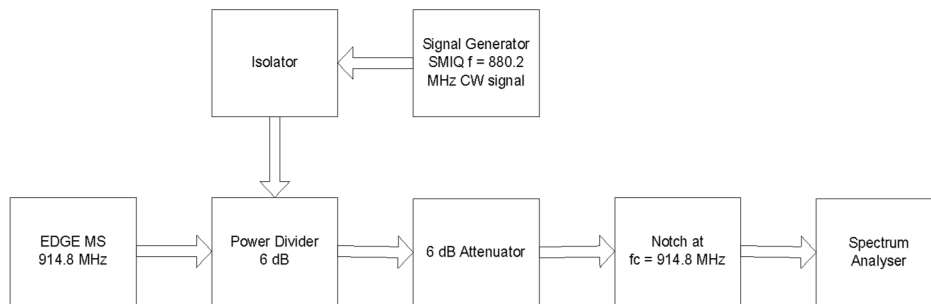 Isolator
Signal Generator
SMIQ f = 880.2
MHz CW signal
EDGE MS
914.8 MHz
Power Divider
6 dB
6 dB Attenuator
Notch at
fc = 914.8 MHz
Spectrum
Analyser